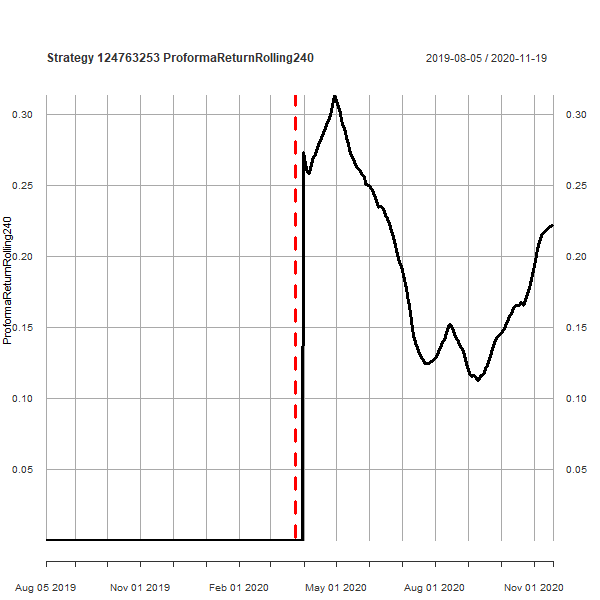 Strategy 124763253 ProformaReturnRolling240
2019-08-05 / 2020-11-19
ProformaReturnRolling240
0.30
0.30
0.25
0.25
0.20
0.20
0.15
0.15
0.10
0.10
0.05
0.05
Aug 05 2019
Nov 01 2019
Feb 01 2020
May 01 2020
Aug 01 2020
Nov 01 2020